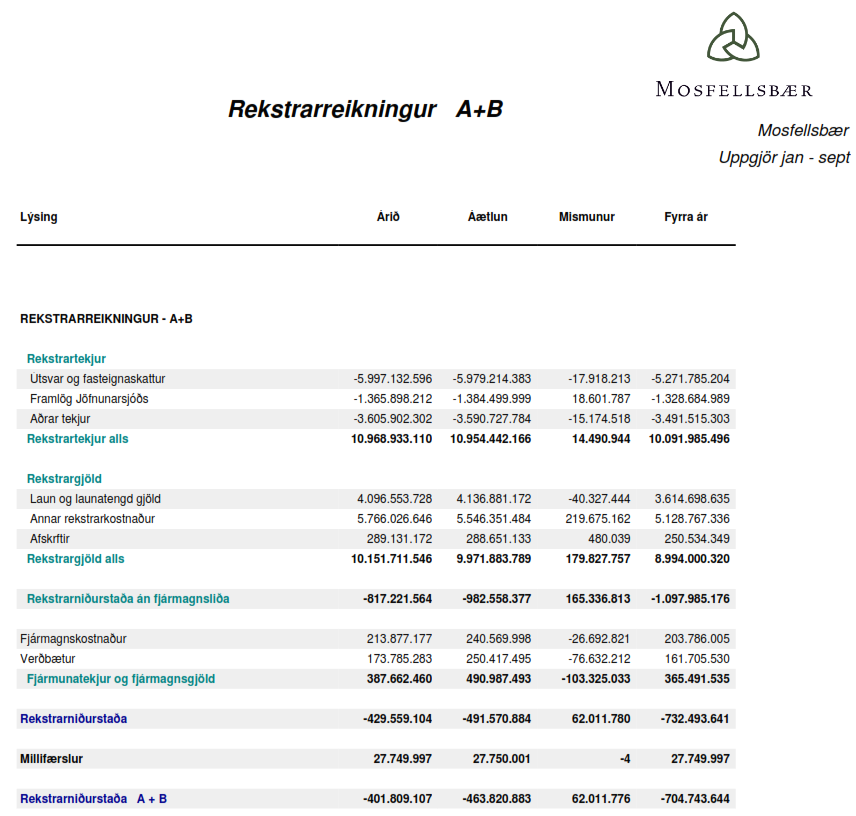 MOSFELLSBÆR
Rekstrarreikningur A+B
Mosfellsbær
Uppgjör jan - sept
Lýsing Árið Áætlun Mismunur Fyrra ár
REKSTRARREIKNINGUR - A+B
Rekstrartekjur
Útsvar og fasteignaskattur -5.997.132.596 -5.979.214.383 -17.918.213 -5.271.785.204
Framlög Jöfnunarsjóðs -1.365.898.212 -1.384.499.999 18.601.787 -1.328.684.989
Aðrar tekjur -3.605.902.302 -3.590.727.784 -15.174.518 -3.491.515.303
Rekstrartekjur alls 10.968.933.110 10.954.442.166 14.490.944 10.091.985.496
Rekstrargjöld
Laun og launatengd gjöld 4.096.553.728 4.136.881.172 -40.327.444 3.614.698.635
Annar rekstrarkostnaður 5.766.026.646 5.546.351.484 219.675.162 5.128.767.336
Afskrftir 289.131.172 288.651.133 480.039 250.534.349
Rekstrargjöld alls 10.151.711.546 9.971.883.789 179.827.757 8.994.000.320
Rekstrarniðurstaða án fjármagnsliða -817.221.564 -982.558.377 165.336.813 -1.097.985.176
Fjármagnskostnaður 213.877.177 240.569.998 -26.692.821 203.786.005
Verðbætur 173.785.283 250.417.495 -76.632.212 161.705.530
Fjármunatekjur og fjármagnsgjöld 387.662.460 490.987.493 -103.325.033 365.491.535
Rekstrarniðurstaða -429.559.104 -491.570.884 62.011.780 -732.493.641
Millifærslur 27.749.997 27.750.001 -4 27.749.997
Rekstrarniðurstaða A + B -401.809.107 -463.820.883 62.011.776 -704.743.644